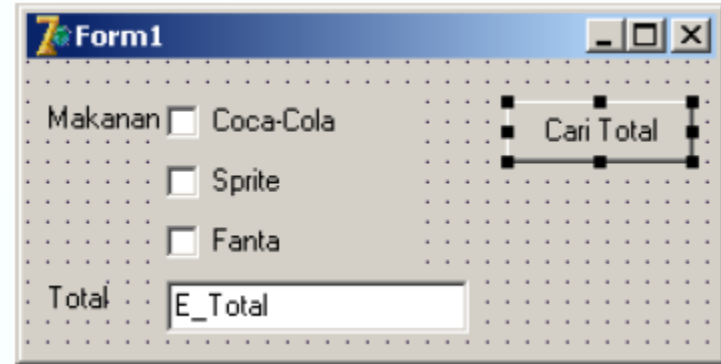 Form1
Makanan Coca-Cola Cari Total
Sprite
Fanta
Total E_Total